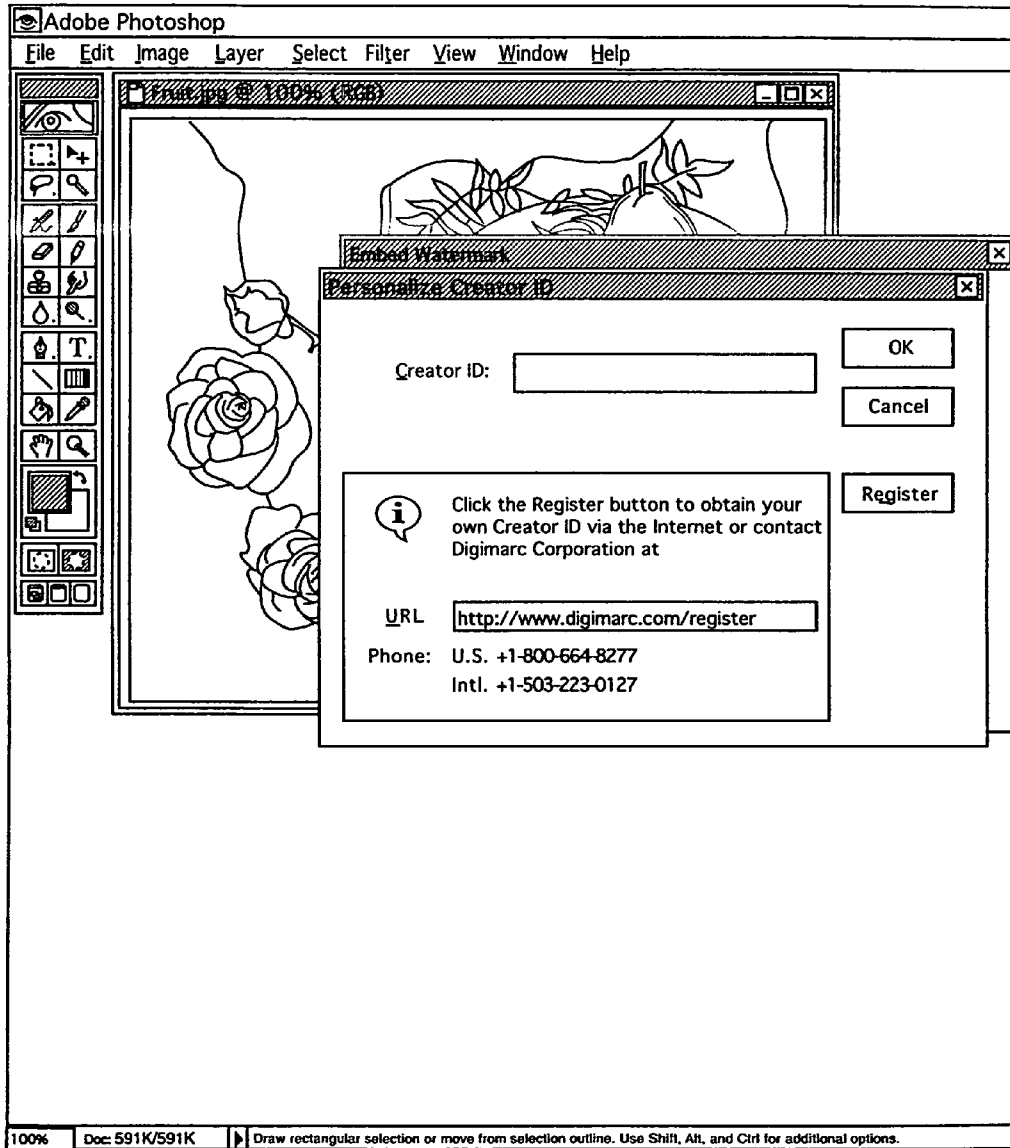 Adobe Photoshop
File Edit Image Layer Select Filter View Window Help
Fruit.jpg @ 100% (RGB)
Embed Watermark
Personalize Creator ID
Creator ID:
OK
Cancel
Register
Click the Register button to obtain your
own Creator ID via the Internet or contact
Digimarc Corporation at
URL http://www.digimarc.com/register
Phone: U.S. +1-800-664-8277
Intl. +1-503-223-0127
T
100% Doc: 591K/591K Draw rectangular selection or move from selection outline. Use Shift, Alt, and Ctrl for additional options.